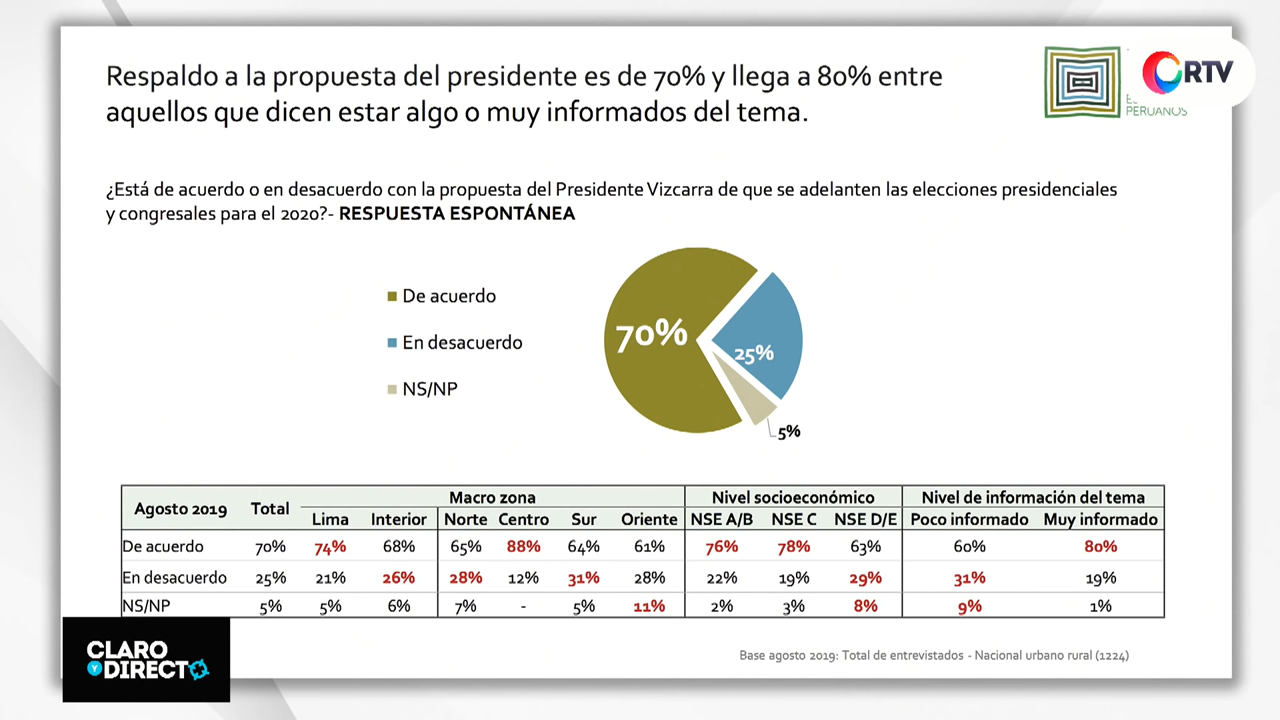 Respaldo a la propuesta del presidente es de 70% y llega a 80% entre
aquellos que dicen estar algo o muy informados del tema.
RTV
PERUANOS
¿Está de acuerdo o en desacuerdo con la propuesta del Presidente Vizcarra de que se adelanten las elecciones presidenciales
y congresales para el 2020?- RESPUESTA ESPONTÁNEA
De acuerdo
En desacuerdo
NS/NP
70%
25%
5%
Agosto 2019 Total Macro zona Nivel socioeconómico Nivel de información del tema
Lima Interior Norte Centro Sur Oriente NSE A/B NSE C NSE D/E Poco informado Muy informado
De acuerdo 70% 74% 68% 65% 88% 64% 61% 76% 78% 63% 60% 80%
En desacuerdo 25% 21% 26% 28% 12% 31% 28% 22% 19% 29% 31% 19%
NS/NP 5% 5% 6% 7% - 5% 11% 2% 3% 8% 9% 1%
CLARO
Y DIRECTO
Base agosto 2019: Total de entrevistados - Nacional urbano rural (1224)